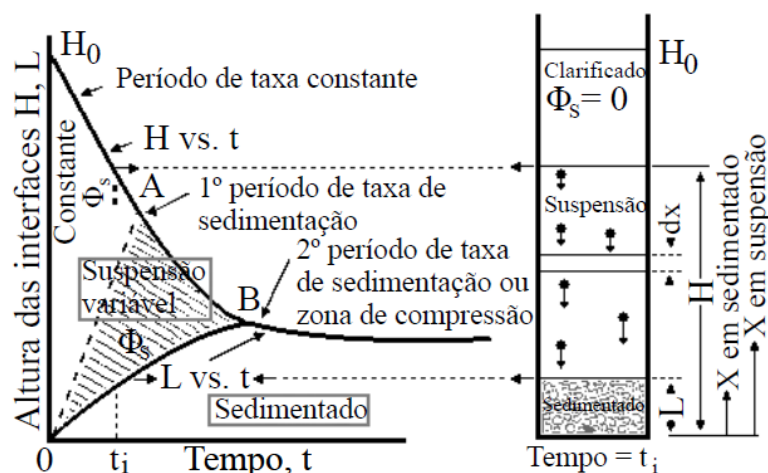 Altura das interfaces H, L
H₀
Período de taxa constante
H vs. t
Constante
Φₛ
A
1º período de taxa de
sedimentação
Suspensão
variável
Φₛ
B
2º período de taxa
de sedimentação ou
zona de compressão
L vs. t
Sedimentado
0
tᵢ
Tempo, t
H₀
Clarificado
Φₛ = 0
Suspensão
dx
H
Sedimentado
L
X em sedimentado
X em suspensão
Tempo = tᵢ